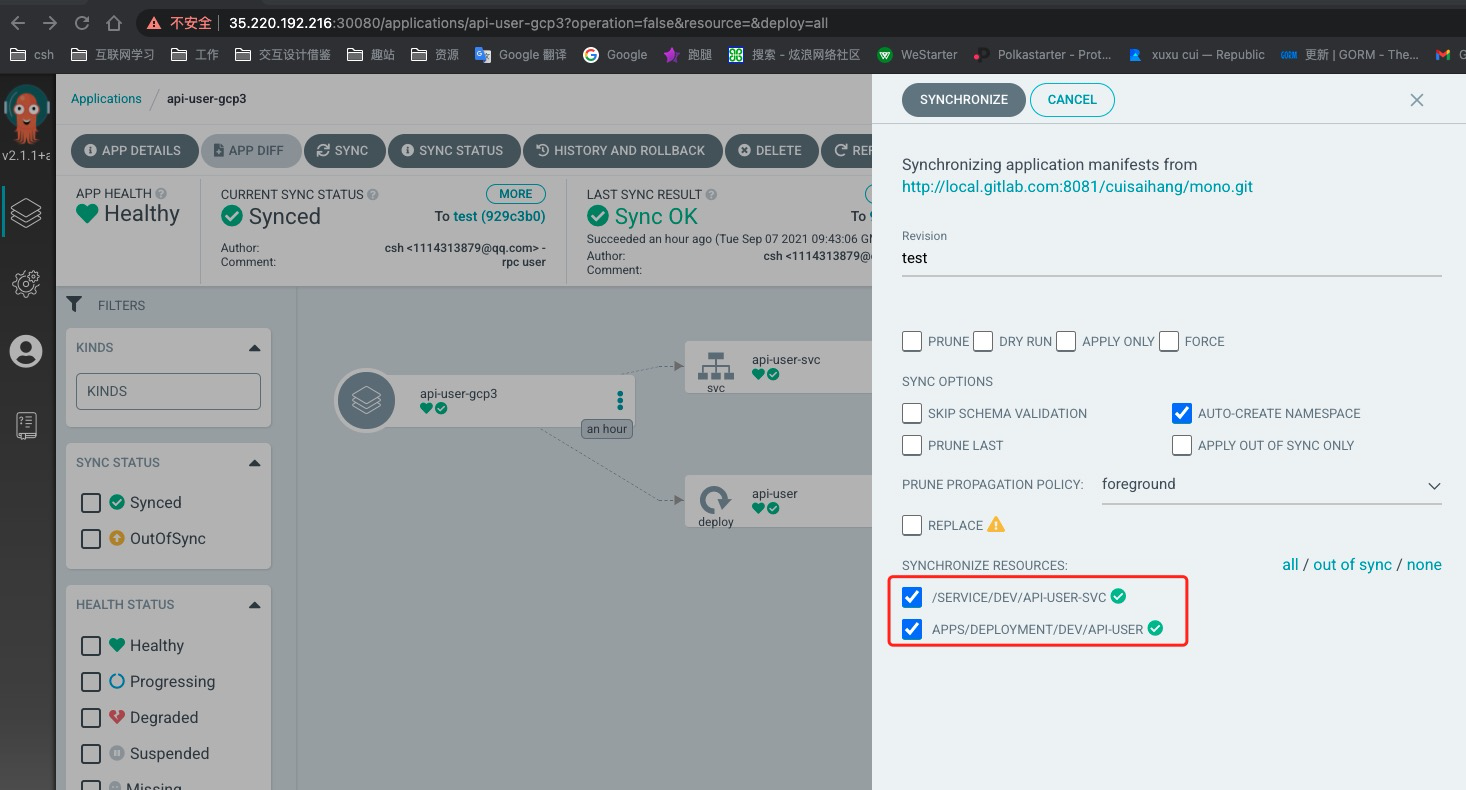 不安全 35.220.192.216:30080/applications/api-user-gcp3?operation=false&resource=&deploy=all
csh 互联网学习 工作 交互设计借鉴 趣站 资源 Google 翻译 Google 跑腿 搜索 - 炫浪网络社区 WeStarter Polkastarter - Prot... xuxu cui — Republic GORM 更新 | GORM - The... G
v2.1.1+a
Applications / api-user-gcp3
APP DETAILS APP DIFF SYNC SYNC STATUS HISTORY AND ROLLBACK DELETE REF
APP HEALTH
Healthy
CURRENT SYNC STATUS
MORE
Synced
To test (929c3b0)
Author: csh <1114313879@qq.com> -
Comment: rpc user
LAST SYNC RESULT
Sync OK
To
Succeeded an hour ago (Tue Sep 07 2021 09:43:06 GM
Author: csh <1114313879@
Comment:
FILTERS
KINDS
KINDS
SYNC STATUS
Synced
OutOfSync
HEALTH STATUS
Healthy
Progressing
Degraded
Suspended
Missing
api-user-gcp3
an hour
api-user-svc
svc
api-user
deploy
SYNCHRONIZE CANCEL
Synchronizing application manifests from
http://local.gitlab.com:8081/cuisaihang/mono.git
Revision
test
PRUNE DRY RUN APPLY ONLY FORCE
SYNC OPTIONS
SKIP SCHEMA VALIDATION AUTO-CREATE NAMESPACE
PRUNE LAST APPLY OUT OF SYNC ONLY
PRUNE PROPAGATION POLICY: foreground
REPLACE
SYNCHRONIZE RESOURCES: all / out of sync / none
/SERVICE/DEV/API-USER-SVC
APPS/DEPLOYMENT/DEV/API-USER